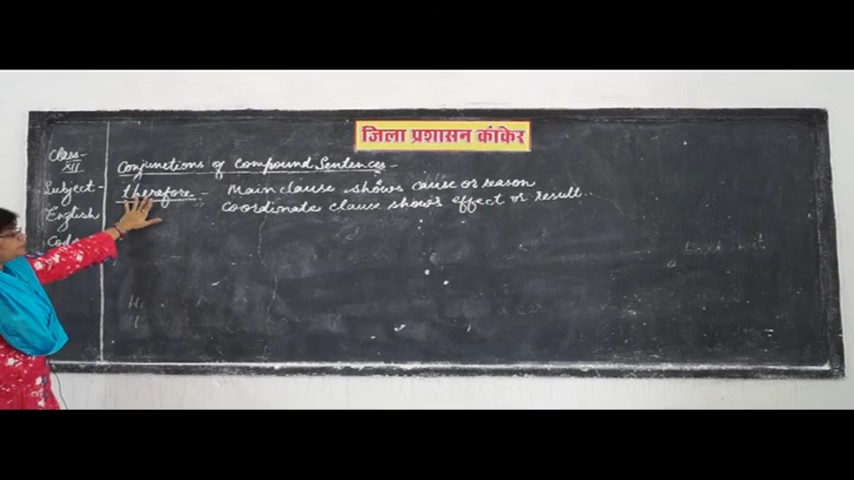 जिला प्रशासन कांकेर
Class-
XII
Subject-
English
Code
Conjunctions of Compound Sentences-
therefore - Main clause shows cause or reason
Coordinate clause shows effect or result.